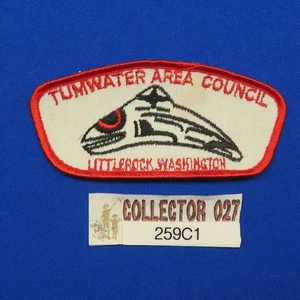 TUMWATER AREA COUNCIL
LITTLEROCK, WASHINGTON
COLLECTOR 027
259C1